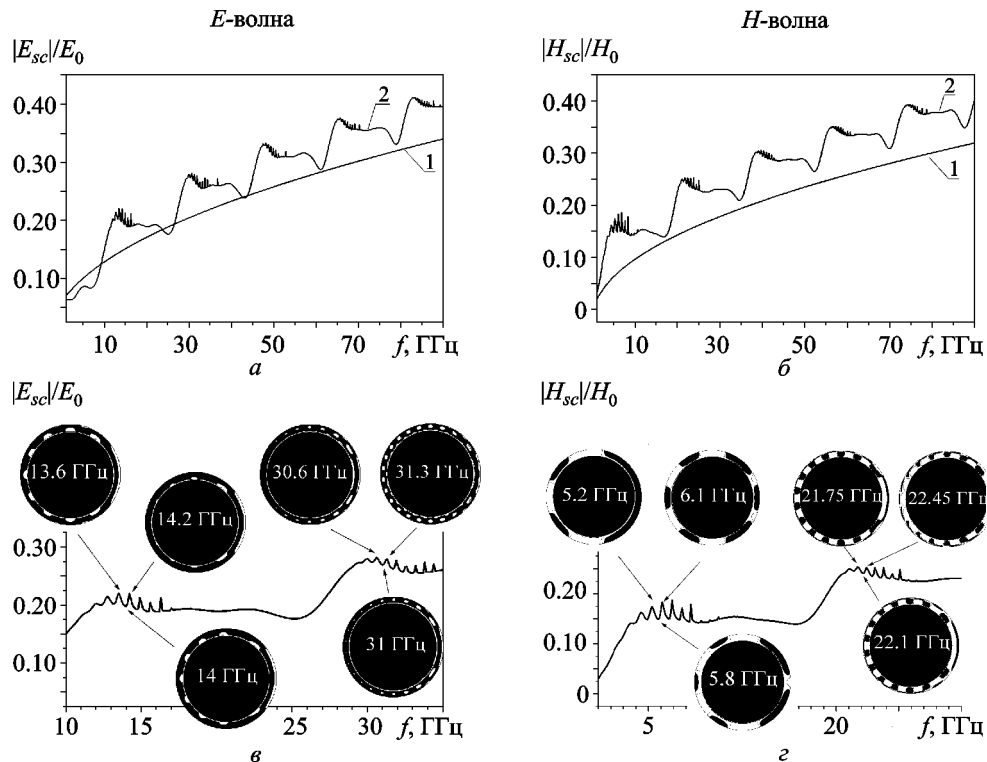 E-волна H-волна
|E_sc|/E_0 |H_sc|/H_0
0.40 0.40
0.30 0.30
0.20 0.20
0.10 0.10
0
2 2
1 1
10 30 50 70 f, ГГц 10 30 50 70 f, ГГц
а б
|E_sc|/E_0 |H_sc|/H_0
13.6 ГГц 30.6 ГГц 31.3 ГГц 5.2 ГГц 6.1 ГГц 21.75 ГГц 22.45 ГГц
14.2 ГГц
0.30
0.20 0.20
0.10 0.10
0
14 ГГц 31 ГГц 5.8 ГГц 22.1 ГГц
10 15 25 30 f, ГГц 5 20 f, ГГц
в г